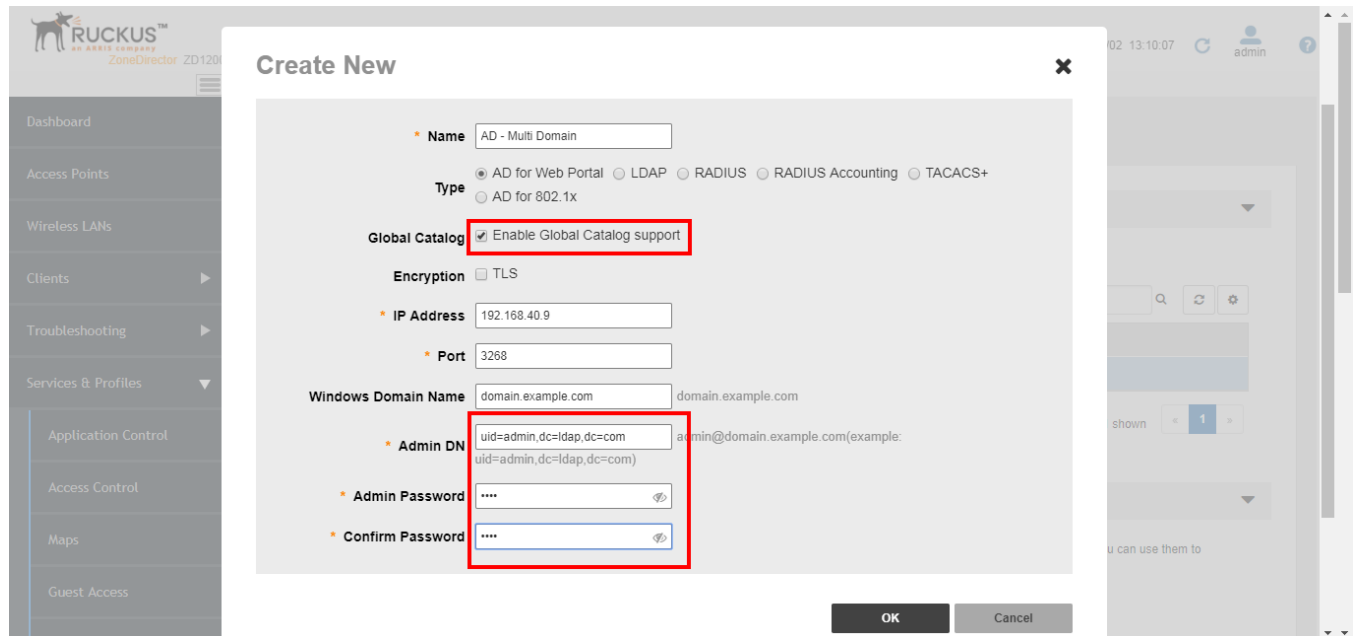 RUCKUS™
an ARRIS company
ZoneDirector ZD120
/02 13:10:07
admin
?
Create New
Dashboard
Access Points
Wireless LANs
Clients
Troubleshooting
Services & Profiles
Application Control
Access Control
Maps
Guest Access
* Name AD - Multi Domain
Type AD for Web Portal LDAP RADIUS RADIUS Accounting TACACS+
AD for 802.1x
Global Catalog Enable Global Catalog support
Encryption TLS
* IP Address 192.168.40.9
* Port 3268
Windows Domain Name domain.example.com domain.example.com
* Admin DN uid=admin,dc=ldap,dc=com admin@domain.example.com(example:
uid=admin,dc=ldap,dc=com)
* Admin Password ••••
* Confirm Password ••••
OK Cancel
shown « 1 »
u can use them to